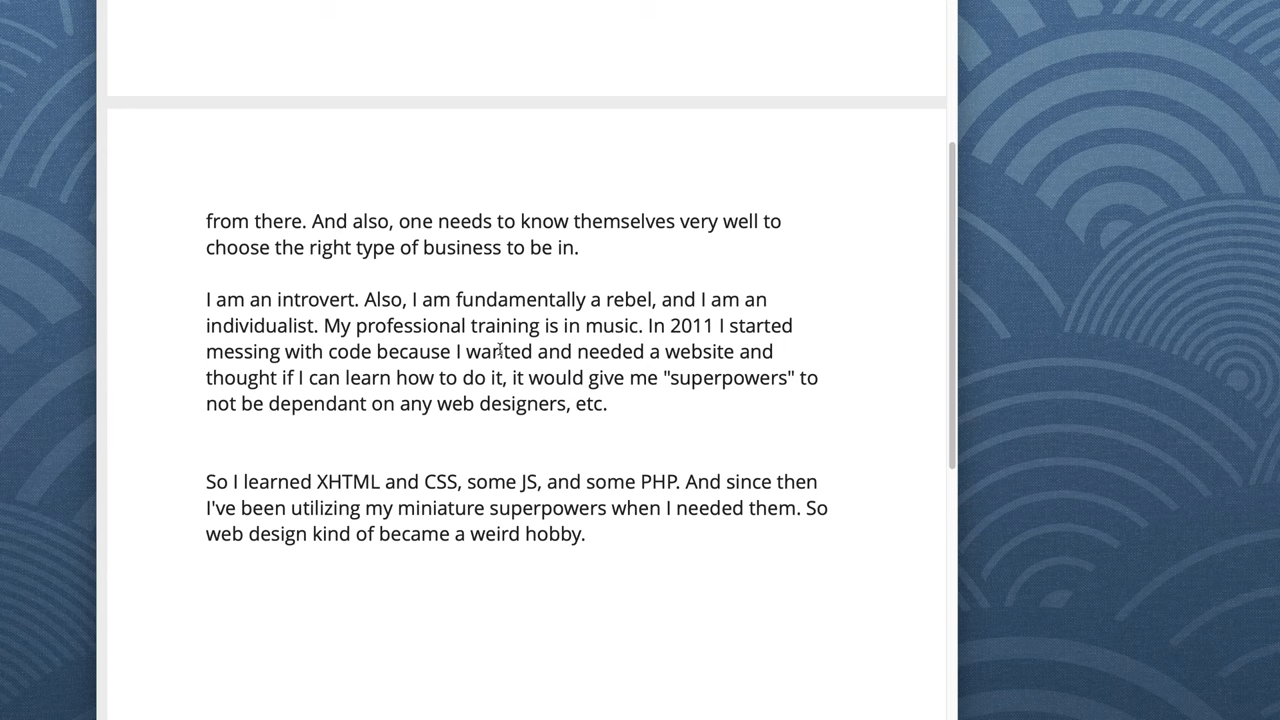 from there. And also, one needs to know themselves very well to
choose the right type of business to be in.
I am an introvert. Also, I am fundamentally a rebel, and I am an
individualist. My professional training is in music. In 2011 I started
messing with code because I wanted and needed a website and
thought if I can learn how to do it, it would give me "superpowers" to
not be dependant on any web designers, etc.
So I learned XHTML and CSS, some JS, and some PHP. And since then
I've been utilizing my miniature superpowers when I needed them. So
web design kind of became a weird hobby.